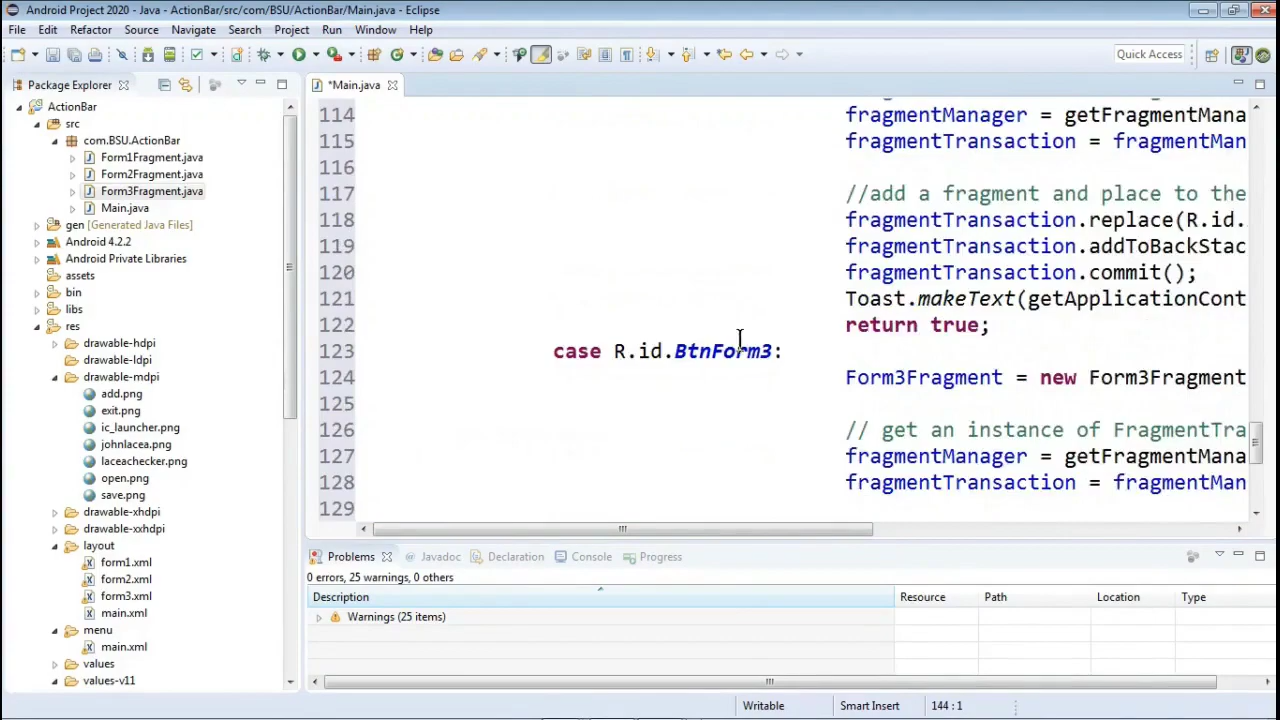 Android Project 2020 - Java - ActionBar/src/com/BSU/ActionBar/Main.java - Eclipse
File Edit Refactor Source Navigate Search Project Run Window Help
Quick Access
Package Explorer
*Main.java
ActionBar
src
com.BSU.ActionBar
Form1Fragment.java
Form2Fragment.java
Form3Fragment.java
Main.java
gen [Generated Java Files]
Android 4.2.2
Android Private Libraries
assets
bin
libs
res
drawable-hdpi
drawable-ldpi
drawable-mdpi
add.png
exit.png
ic_launcher.png
johnlacea.png
laceachecker.png
open.png
save.png
drawable-xhdpi
drawable-xxhdpi
layout
form1.xml
form2.xml
form3.xml
main.xml
menu
main.xml
values
values-v11
114 fragmentManager = getFragmentMana
115 fragmentTransaction = fragmentMan
116
117 //add a fragment and place to the
118 fragmentTransaction.replace(R.id.
119 fragmentTransaction.addToBackStac
120 fragmentTransaction.commit();
121 Toast.makeText(getApplicationCont
122 return true;
123 case R.id.BtnForm3:
124 Form3Fragment = new Form3Fragment
125
126 // get an instance of FragmentTra
127 fragmentManager = getFragmentMana
128 fragmentTransaction = fragmentMan
129
Problems Javadoc Declaration Console Progress
0 errors, 25 warnings, 0 others
Description Resource Path Location Type
Warnings (25 items)
Writable Smart Insert 144 : 1